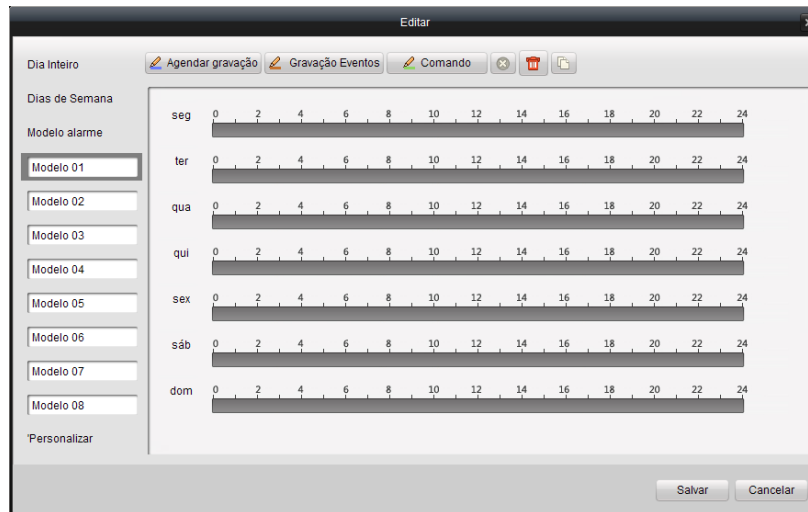 Editar
Dia Inteiro
Agendar gravação Gravação Eventos Comando
Dias de Semana
Modelo alarme
Modelo 01
Modelo 02
Modelo 03
Modelo 04
Modelo 05
Modelo 06
Modelo 07
Modelo 08
'Personalizar
seg 0 2 4 6 8 10 12 14 16 18 20 22 24
ter 0 2 4 6 8 10 12 14 16 18 20 22 24
qua 0 2 4 6 8 10 12 14 16 18 20 22 24
qui 0 2 4 6 8 10 12 14 16 18 20 22 24
sex 0 2 4 6 8 10 12 14 16 18 20 22 24
sáb 0 2 4 6 8 10 12 14 16 18 20 22 24
dom 0 2 4 6 8 10 12 14 16 18 20 22 24
Salvar Cancelar